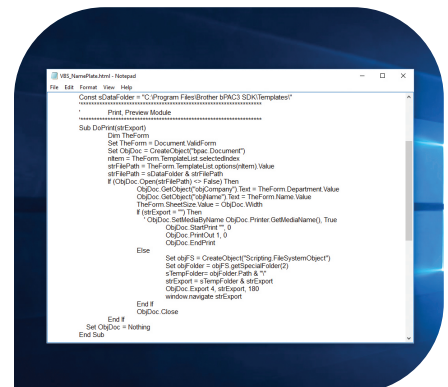 VBS_NamePlate.html - Notepad
File Edit Format View Help
Const sDataFolder = "C:\Program Files\Brother bPAC3 SDK\Templates\"
'*******************************************************************
' Print, Preview Module
'*******************************************************************
Sub DoPrint(strExport)
Dim TheForm
Set TheForm = Document.ValidForm
Set ObjDoc = CreateObject("bpac.Document")
nItem = TheForm.TemplateList.selectedIndex
strFilePath = TheForm.TemplateList.options(nItem).Value
strFilePath = sDataFolder & strFilePath
If (ObjDoc.Open(strFilePath) <> False) Then
ObjDoc.GetObject("objCompany").Text = TheForm.Department.Value
ObjDoc.GetObject("objName").Text = TheForm.Name.Value
TheForm.SheetSize.Value = ObjDoc.Width
If (strExport = "") Then
' ObjDoc.SetMediaByName ObjDoc.Printer.GetMediaName(), True
ObjDoc.StartPrint "", 0
ObjDoc.PrintOut 1, 0
ObjDoc.EndPrint
Else
Set objFS = CreateObject("Scripting.FileSystemObject")
Set objFolder = objFS.getSpecialFolder(2)
sTempFolder= objFolder.Path & "\"
strExport = sTempFolder & strExport
ObjDoc.Export 4, strExport, 180
window.navigate strExport
End If
ObjDoc.Close
End If
Set ObjDoc = Nothing
End Sub